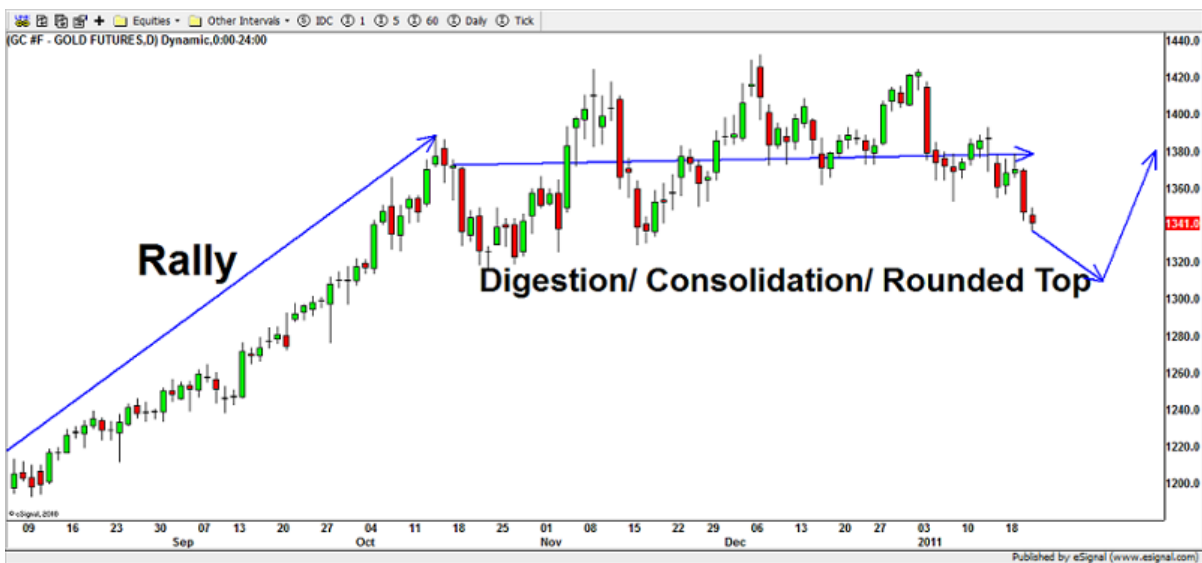 Equities Other Intervals IDC 1 5 60 Daily Tick
(GC #F - GOLD FUTURES,D) Dynamic,0:00-24:00
1440.0
1420.0
1400.0
1380.0
1360.0
1341.0
1320.0
1300.0
1280.0
1260.0
1240.0
1220.0
1200.0
Rally
Digestion/ Consolidation/ Rounded Top
© eSignal, 2010
09 16 23 30 07 13 20 27 04 11 18 25 01 08 15 22 29 06 13 20 27 03 10 18
Sep Oct Nov Dec 2011
Published by eSignal (www.esignal.com)